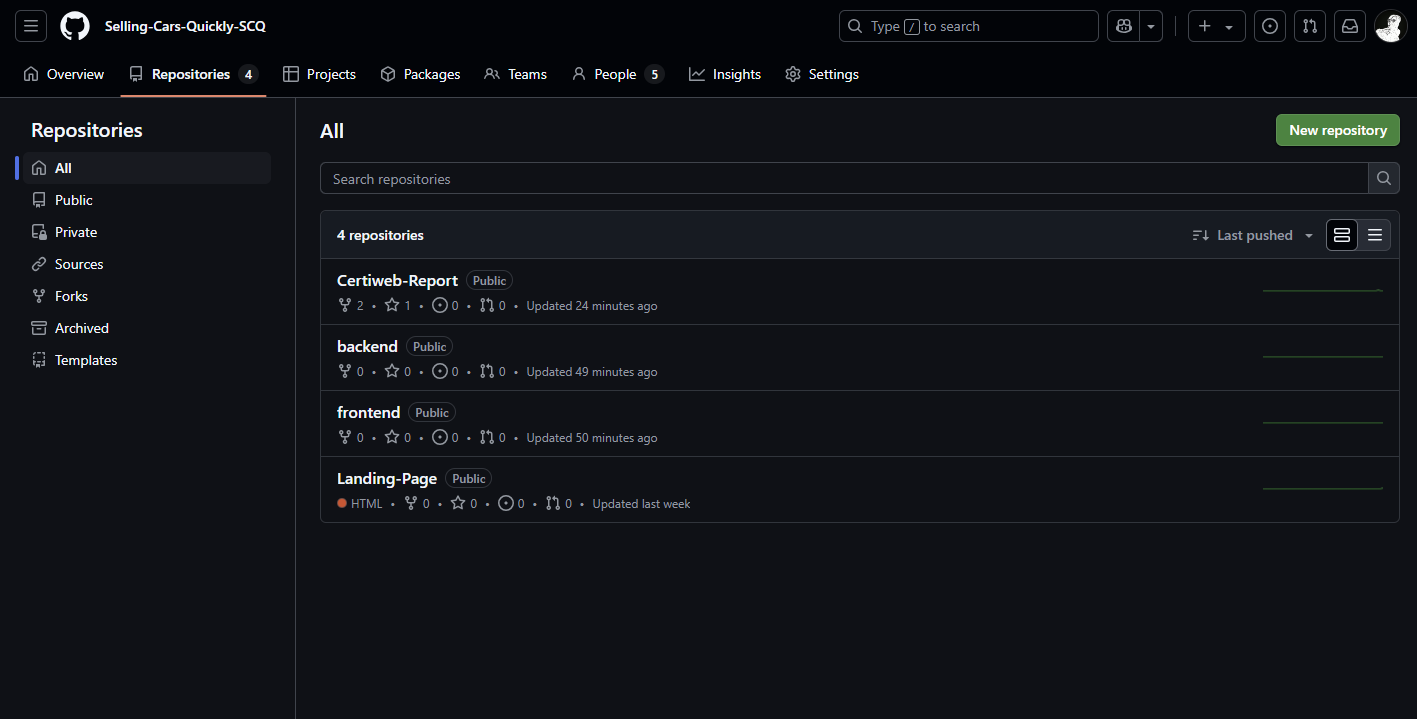 Selling-Cars-Quickly-SCQ
Type / to search
Overview
Repositories 4
Projects
Packages
Teams
People 5
Insights
Settings
Repositories
All
Public
Private
Sources
Forks
Archived
Templates
All
New repository
Search repositories
4 repositories
Last pushed
Certiweb-Report Public
2 • 1 • 0 • 0 • Updated 24 minutes ago
backend Public
0 • 0 • 0 • 0 • Updated 49 minutes ago
frontend Public
0 • 0 • 0 • 0 • Updated 50 minutes ago
Landing-Page Public
HTML • 0 • 0 • 0 • 0 • Updated last week